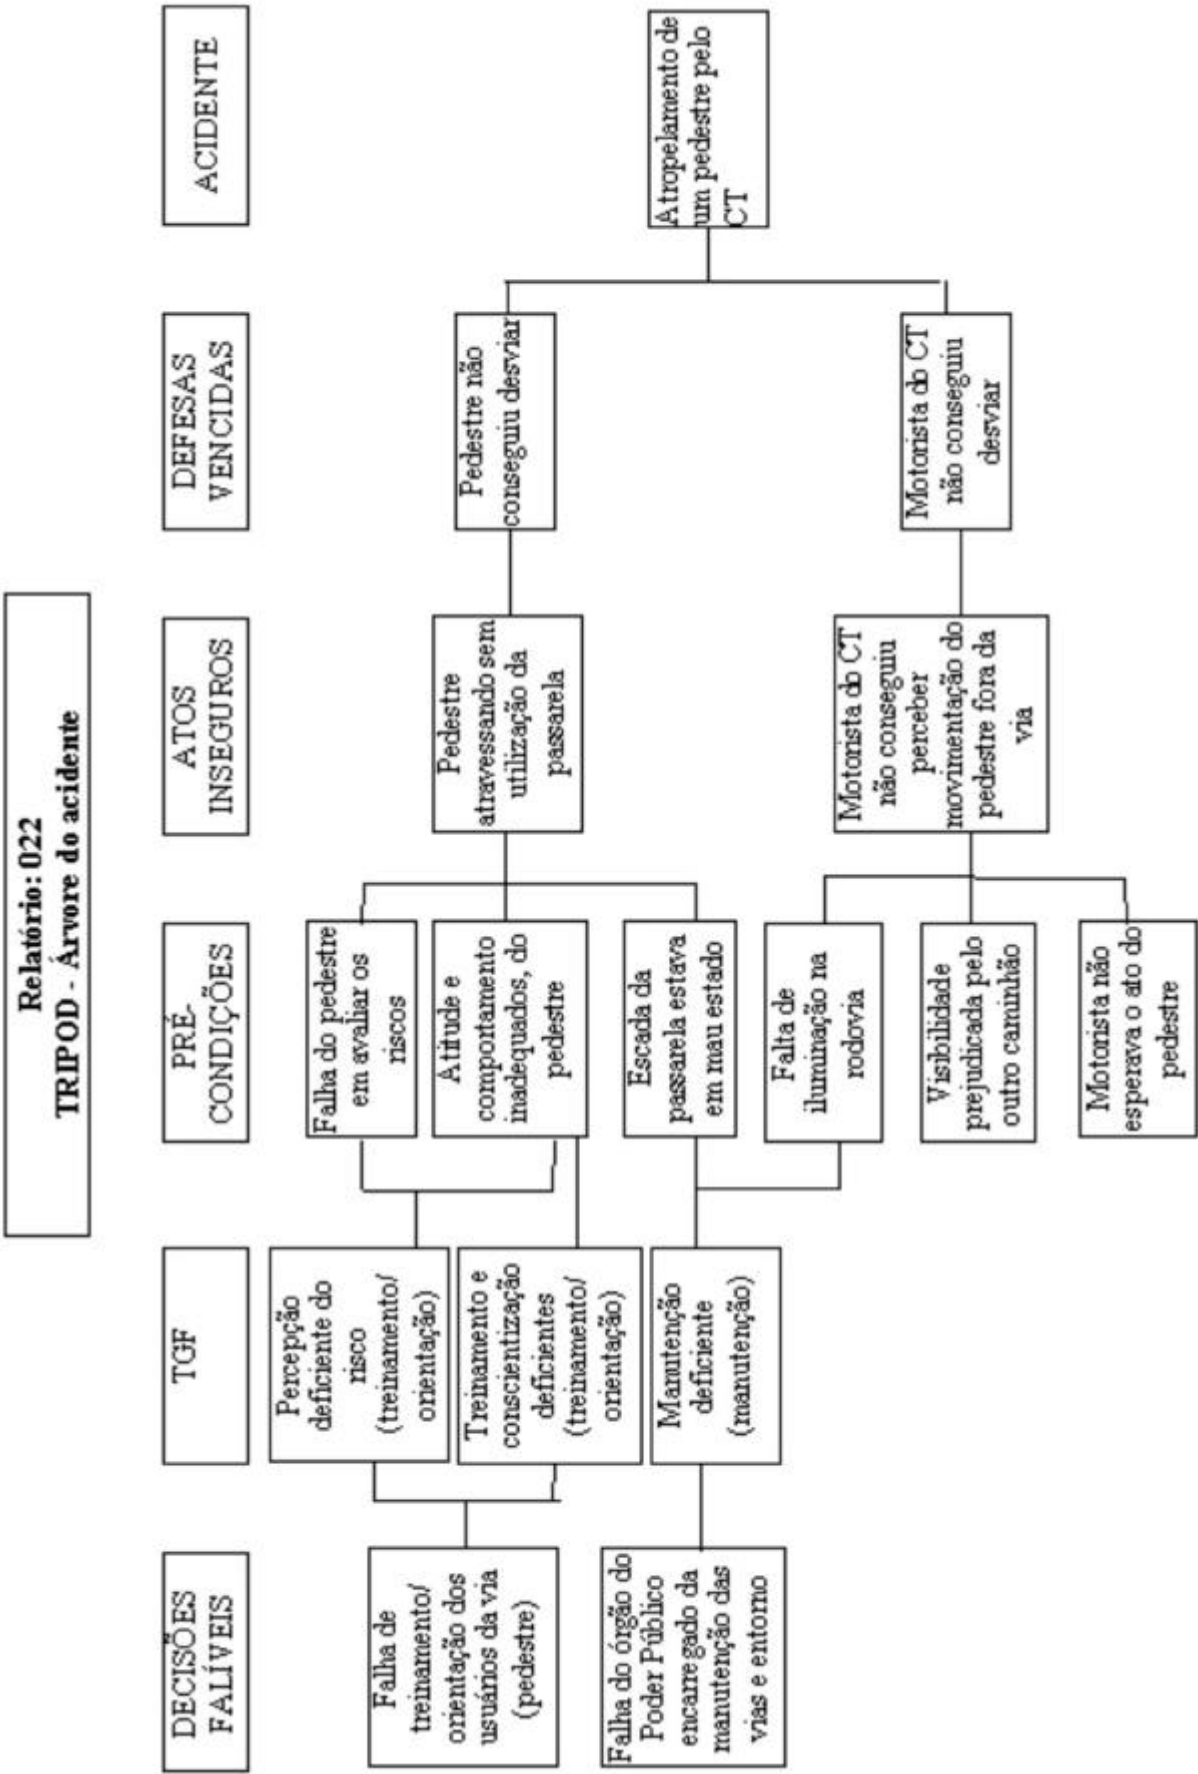 Relatório: 022
TRIPOD - Árvore do acidente
DECISÕES
FALÍVEIS
TGF
PRÉ-
CONDIÇÕES
ATOS
INSEGUROS
DEFESAS
VENCIDAS
ACIDENTE
Falha de
treinamento/
orientação dos
usuários da via
(pedestre)
Falha do órgão do
Poder Público
encarregado da
manutenção das
vias e entorno
Percepção
deficiente do
risco
(treinamento/
orientação)
Treinamento e
conscientização
deficientes
(treinamento/
orientação)
Manutenção
deficiente
(manutenção)
Falha do pedestre
em avaliar os
riscos
Atitude e
comportamento
inadequados, do
pedestre
Escada da
passarela estava
em mau estado
Falta de
iluminação na
rodovia
Visibilidade
prejudicada pelo
outro caminhão
Motorista não
esperava o ato do
pedestre
Pedestre
atravessando sem
utilização da
passarela
Motorista do CT
não conseguiu
perceber
movimentação do
pedestre fora da
via
Pedestre não
conseguiu desviar
Motorista do CT
não conseguiu
desviar
Atropelamento de
um pedestre pelo
CT